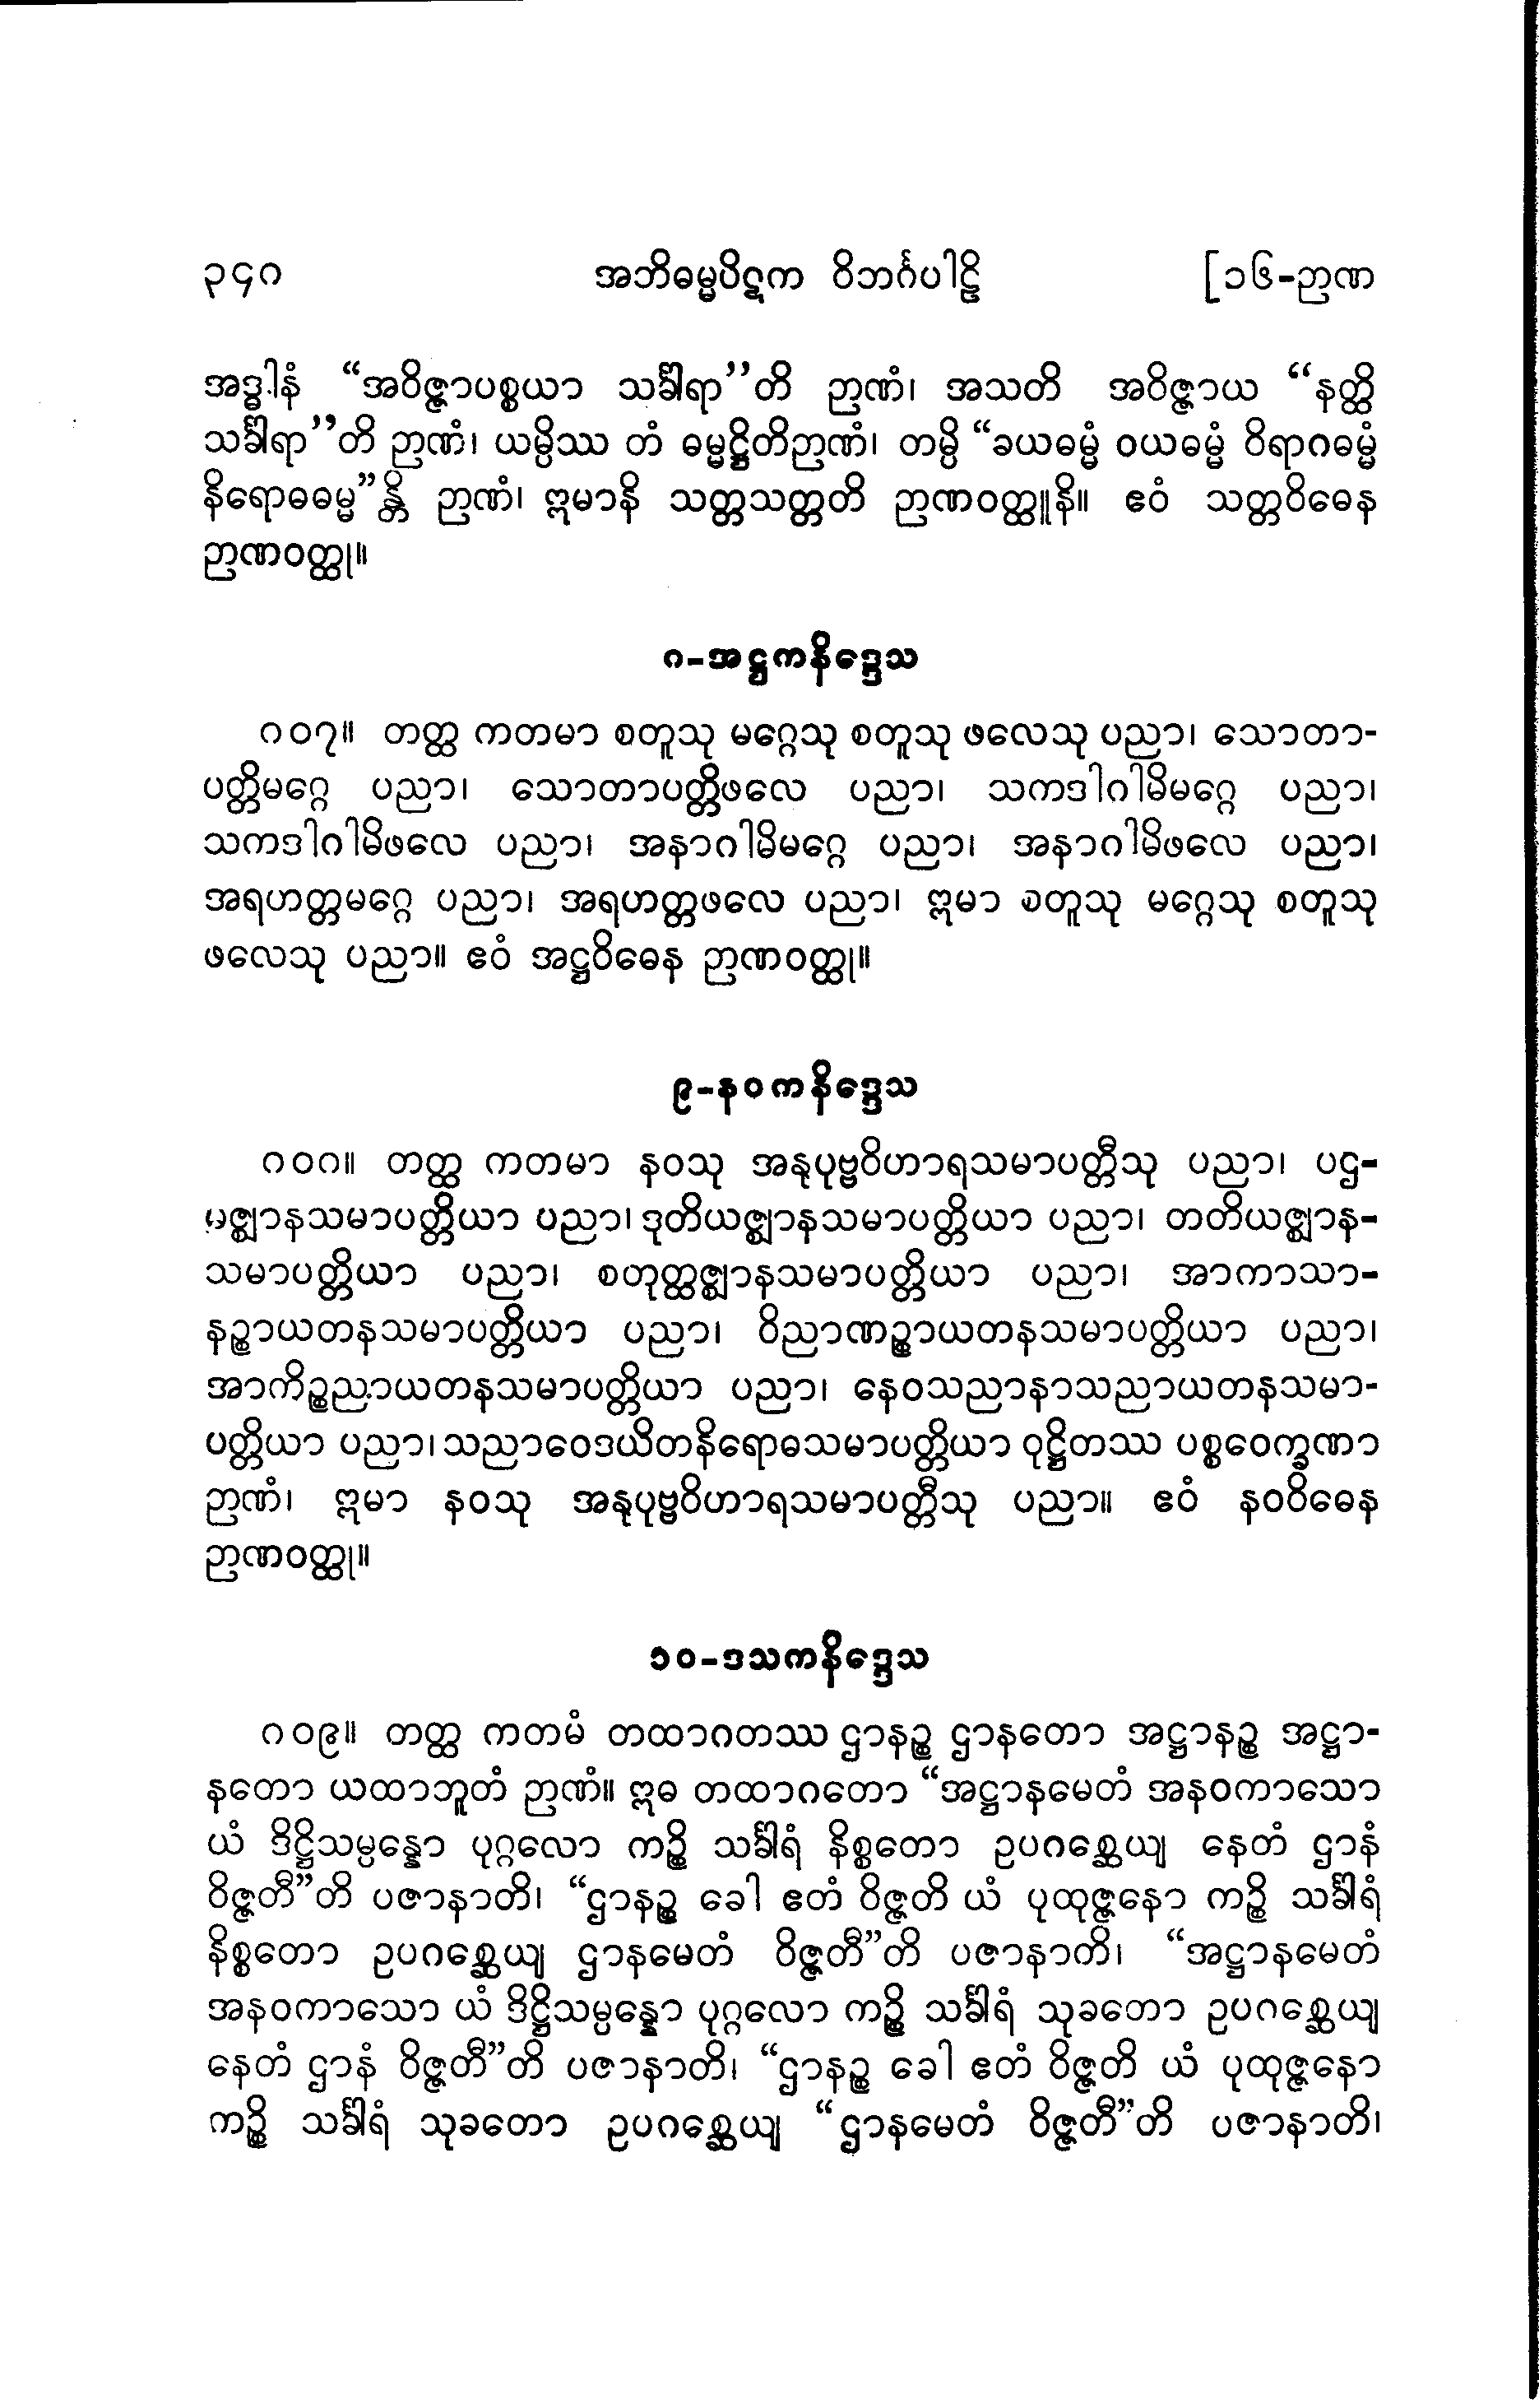 ၃၄၈ အဘိဓမ္မပိဋက ဝိဘင်္ဂပါဠိ [၁၆-ဉာဏ
အဒ္ဓါနံ “အဝိဇ္ဇာပစ္စယာ သင်္ခါရာ”တိ ဉာဏံ၊ အသတိ အဝိဇ္ဇာယ “နတ္ထိ
သင်္ခါရာ”တိ ဉာဏံ၊ ယမ္ပိဿ တံ ဓမ္မဋ္ဌိတိဉာဏံ၊ တမ္ပိ “ခယဓမ္မံ ဝယဓမ္မံ ဝိရာဂဓမ္မံ
နိရောဓဓမ္မ”န္တိ ဉာဏံ၊ ဣမာနိ သတ္တသတ္တတိ ဉာဏဝတ္ထူနိ။ ဧဝံ သတ္တဝိဓေန
ဉာဏဝတ္ထု။
၈-အဋ္ဌကနိဒ္ဒေသ
၈၀၇။ တတ္ထ ကတမာ စတူသု မဂ္ဂေသု စတူသု ဖလေသု ပညာ၊ သောတာ-
ပတ္တိမဂ္ဂေ ပညာ၊ သောတာပတ္တိဖလေ ပညာ၊ သကဒါဂါမိမဂ္ဂေ ပညာ၊
သကဒါဂါမိဖလေ ပညာ၊ အနာဂါမိမဂ္ဂေ ပညာ၊ အနာဂါမိဖလေ ပညာ၊
အရဟတ္တမဂ္ဂေ ပညာ၊ အရဟတ္တဖလေ ပညာ၊ ဣမာ စတူသု မဂ္ဂေသု စတူသု
ဖလေသု ပညာ။ ဧဝံ အဋ္ဌဝိဓေန ဉာဏဝတ္ထု။
၉-နဝကနိဒ္ဒေသ
၈၀၈။ တတ္ထ ကတမာ နဝသု အနုပုဗ္ဗဝိဟာရသမာပတ္တီသု ပညာ၊ ပဌ-
မဇ္ဈာနသမာပတ္တိယာ ပညာ၊ ဒုတိယဇ္ဈာနသမာပတ္တိယာ ပညာ၊ တတိယဇ္ဈာန-
သမာပတ္တိယာ ပညာ၊ စတုတ္ထဇ္ဈာနသမာပတ္တိယာ ပညာ၊ အာကာသာ-
နဉ္စာယတနသမာပတ္တိယာ ပညာ၊ ဝိညာဏဉ္စာယတနသမာပတ္တိယာ ပညာ၊
အာကိဉ္စညာယတနသမာပတ္တိယာ ပညာ၊ နေဝသညာနာသညာယတနသမာ-
ပတ္တိယာ ပညာ၊ သညာဝေဒယိတနိရောဓသမာပတ္တိယာ ဝုဋ္ဌိတဿ ပစ္စဝေက္ခဏာ
ဉာဏံ၊ ဣမာ နဝသု အနုပုဗ္ဗဝိဟာရသမာပတ္တီသု ပညာ။ ဧဝံ နဝဝိဓေန
ဉာဏဝတ္ထု။
၁၀-ဒသကနိဒ္ဒေသ
၈၀၉။ တတ္ထ ကတမံ တထာဂတဿ ဌာနဉ္စ ဌာနတော အဋ္ဌာနဉ္စ အဋ္ဌာ-
နတော ယထာဘူတံ ဉာဏံ။ ဣဓ တထာဂတော “အဋ္ဌာနမေတံ အနဝကာသော
ယံ ဒိဋ္ဌိသမ္ပန္နော ပုဂ္ဂလော ကဉ္စိ သင်္ခါရံ နိစ္စတော ဥပဂစ္ဆေယျ နေတံ ဌာနံ
ဝိဇ္ဇတီ”တိ ပဇာနာတိ၊ “ဌာနဉ္စ ခေါ ဧတံ ဝိဇ္ဇတိ ယံ ပုထုဇ္ဇနော ကဉ္စိ သင်္ခါရံ
နိစ္စတော ဥပဂစ္ဆေယျ ဌာနမေတံ ဝိဇ္ဇတီ”တိ ပဇာနာတိ၊ “အဋ္ဌာနမေတံ
အနဝကာသော ယံ ဒိဋ္ဌိသမ္ပန္နော ပုဂ္ဂလော ကဉ္စိ သင်္ခါရံ သုခတော ဥပဂစ္ဆေယျ
နေတံ ဌာနံ ဝိဇ္ဇတီ”တိ ပဇာနာတိ၊ “ဌာနဉ္စ ခေါ ဧတံ ဝိဇ္ဇတိ ယံ ပုထုဇ္ဇနော
ကဉ္စိ သင်္ခါရံ သုခတော ဥပဂစ္ဆေယျ “ဌာနမေတံ ဝိဇ္ဇတီ”တိ ပဇာနာတိ၊